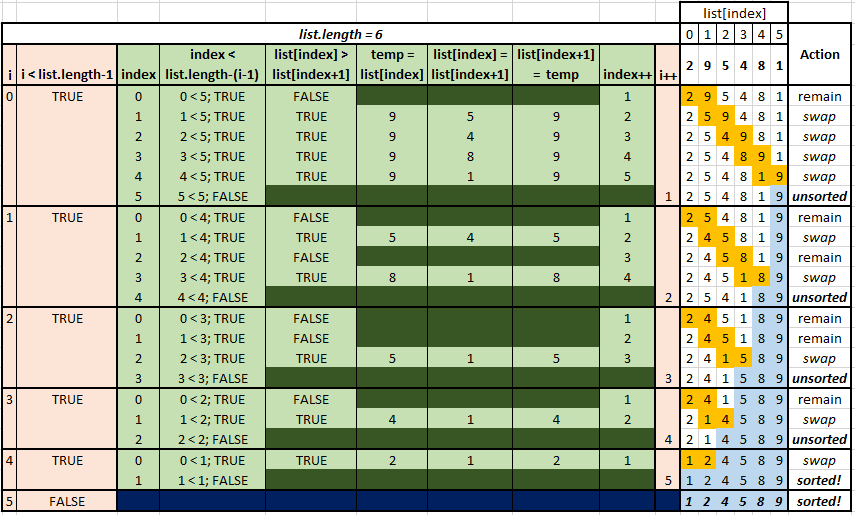 list[index]
list.length = 6 0 1 2 3 4 5
i i < list.length-1 index index < list.length-(i-1) list[index] > list[index+1] temp = list[index] list[index] = list[index+1] list[index+1] = temp index++ i++ 2 9 5 4 8 1 Action
0 TRUE 0 0 < 5; TRUE FALSE 1 2 9 5 4 8 1 remain
1 1 < 5; TRUE TRUE 9 5 9 2 2 5 9 4 8 1 swap
2 2 < 5; TRUE TRUE 9 4 9 3 2 5 4 9 8 1 swap
3 3 < 5; TRUE TRUE 9 8 9 4 2 5 4 8 9 1 swap
4 4 < 5; TRUE TRUE 9 1 9 5 2 5 4 8 1 9 swap
5 5 < 5; FALSE 1 2 5 4 8 1 9 unsorted
1 TRUE 0 0 < 4; TRUE FALSE 1 2 5 4 8 1 9 remain
1 1 < 4; TRUE TRUE 5 4 5 2 2 4 5 8 1 9 swap
2 2 < 4; TRUE FALSE 3 2 4 5 8 1 9 remain
3 3 < 4; TRUE TRUE 8 1 8 4 2 4 5 1 8 9 swap
4 4 < 4; FALSE 2 2 5 4 1 8 9 unsorted
2 TRUE 0 0 < 3; TRUE FALSE 1 2 4 5 1 8 9 remain
1 1 < 3; TRUE FALSE 2 2 4 5 1 8 9 remain
2 2 < 3; TRUE TRUE 5 1 5 3 2 4 1 5 8 9 swap
3 3 < 3; FALSE 3 2 4 1 5 8 9 unsorted
3 TRUE 0 0 < 2; TRUE FALSE 1 2 4 1 5 8 9 remain
1 1 < 2; TRUE TRUE 4 1 4 2 2 1 4 5 8 9 swap
2 2 < 2; FALSE 4 2 1 4 5 8 9 unsorted
4 TRUE 0 0 < 1; TRUE TRUE 2 1 2 1 1 2 4 5 8 9 swap
1 1 < 1; FALSE 5 1 2 4 5 8 9 sorted!
5 FALSE 1 2 4 5 8 9 sorted!